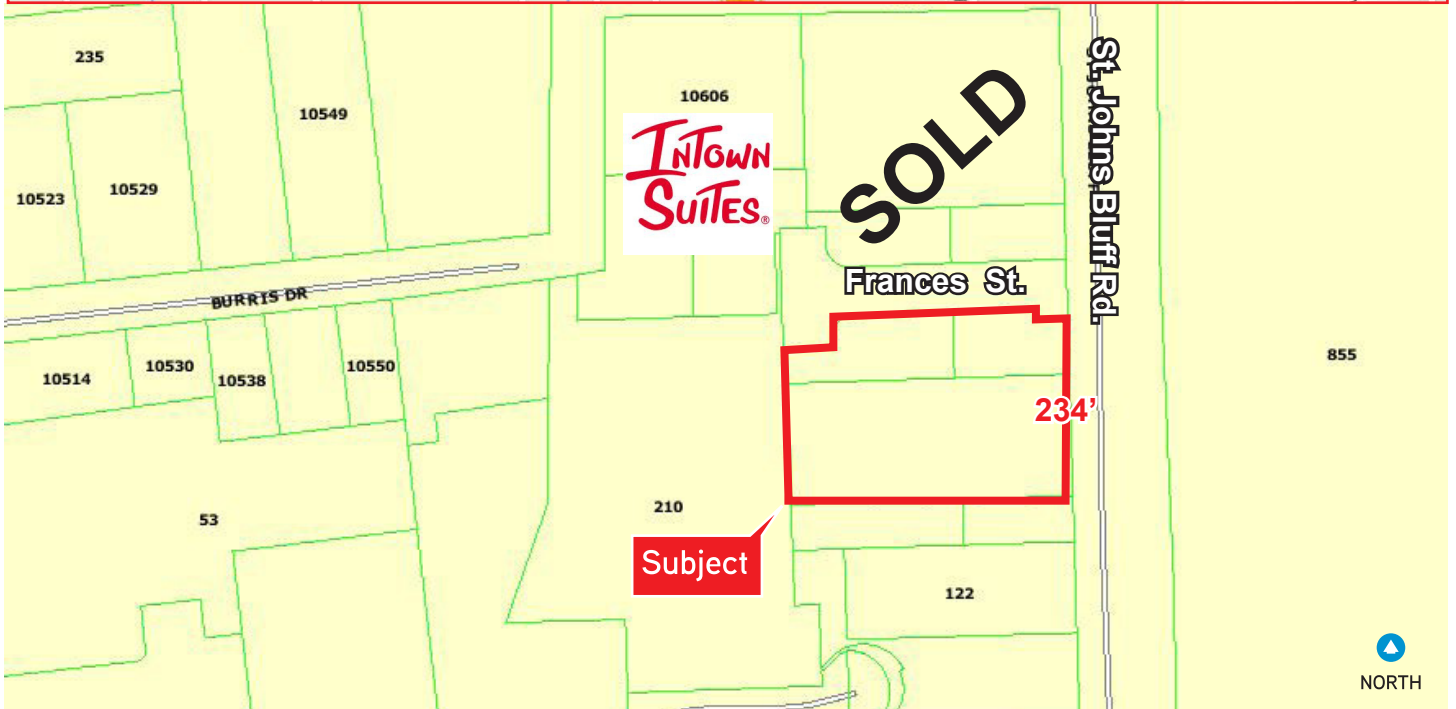 235
10549
10606
10523
10529
INTOWN
SUITES®
SOLD
St. Johns Bluff Rd.
BURRIS DR
Frances St.
10514
10530
10538
10550
855
234’
53
210
Subject
122
NORTH